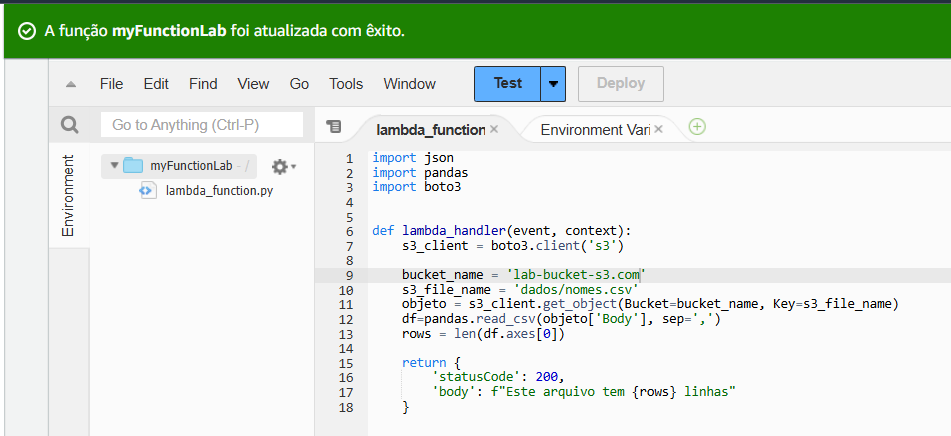 A função myFunctionLab foi atualizada com êxito.
File Edit Find View Go Tools Window Test Deploy
Go to Anything (Ctrl-P)
lambda_function
Environment Vari
Environment
myFunctionLab - /
lambda_function.py
1 import json
2 import pandas
3 import boto3
4
5
6 def lambda_handler(event, context):
7 s3_client = boto3.client('s3')
8
9 bucket_name = 'lab-bucket-s3.com'
10 s3_file_name = 'dados/nomes.csv'
11 objeto = s3_client.get_object(Bucket=bucket_name, Key=s3_file_name)
12 df=pandas.read_csv(objeto['Body'], sep=',')
13 rows = len(df.axes[0])
14
15 return {
16 'statusCode': 200,
17 'body': f"Este arquivo tem {rows} linhas"
18 }